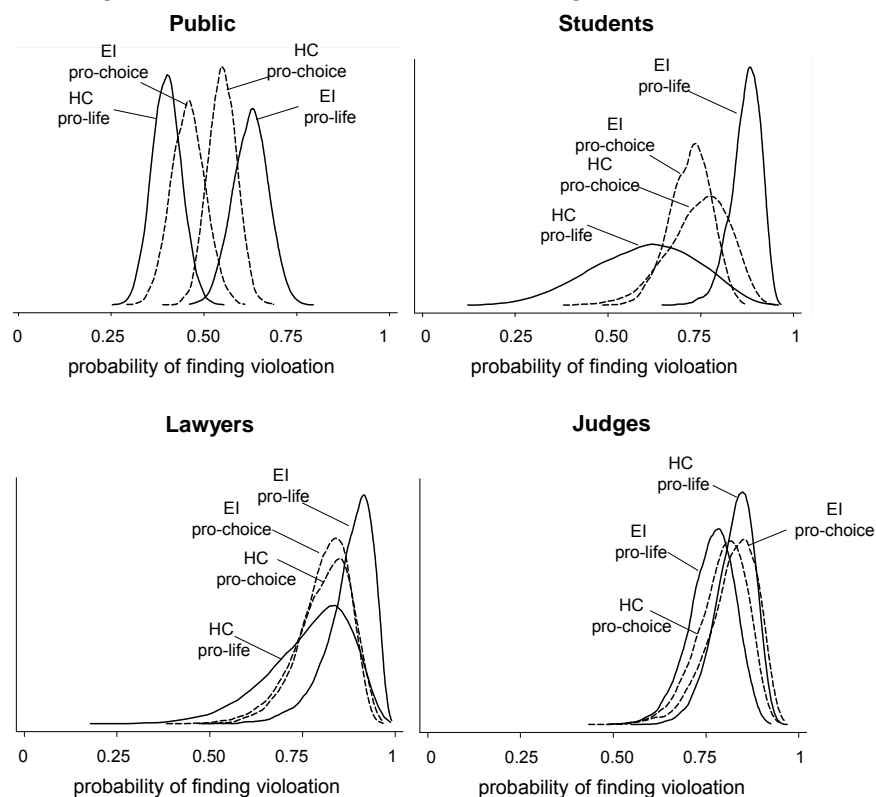 Public
EI
pro-choice
HC
pro-choice
HC
pro-life
EI
pro-life
0 0.25 0.50 0.75 1
probability of finding violoation
Students
EI
pro-life
EI
pro-choice
HC
pro-choice
HC
pro-life
0 0.25 0.50 0.75 1
probability of finding violoation
Lawyers
EI
pro-life
EI
pro-choice
HC
pro-choice
HC
pro-life
0 0.25 0.50 0.75 1
probability of finding violoation
Judges
HC
pro-life
EI
pro-choice
EI
pro-life
HC
pro-choice
0 0.25 0.50 0.75 1
probability of finding violoation